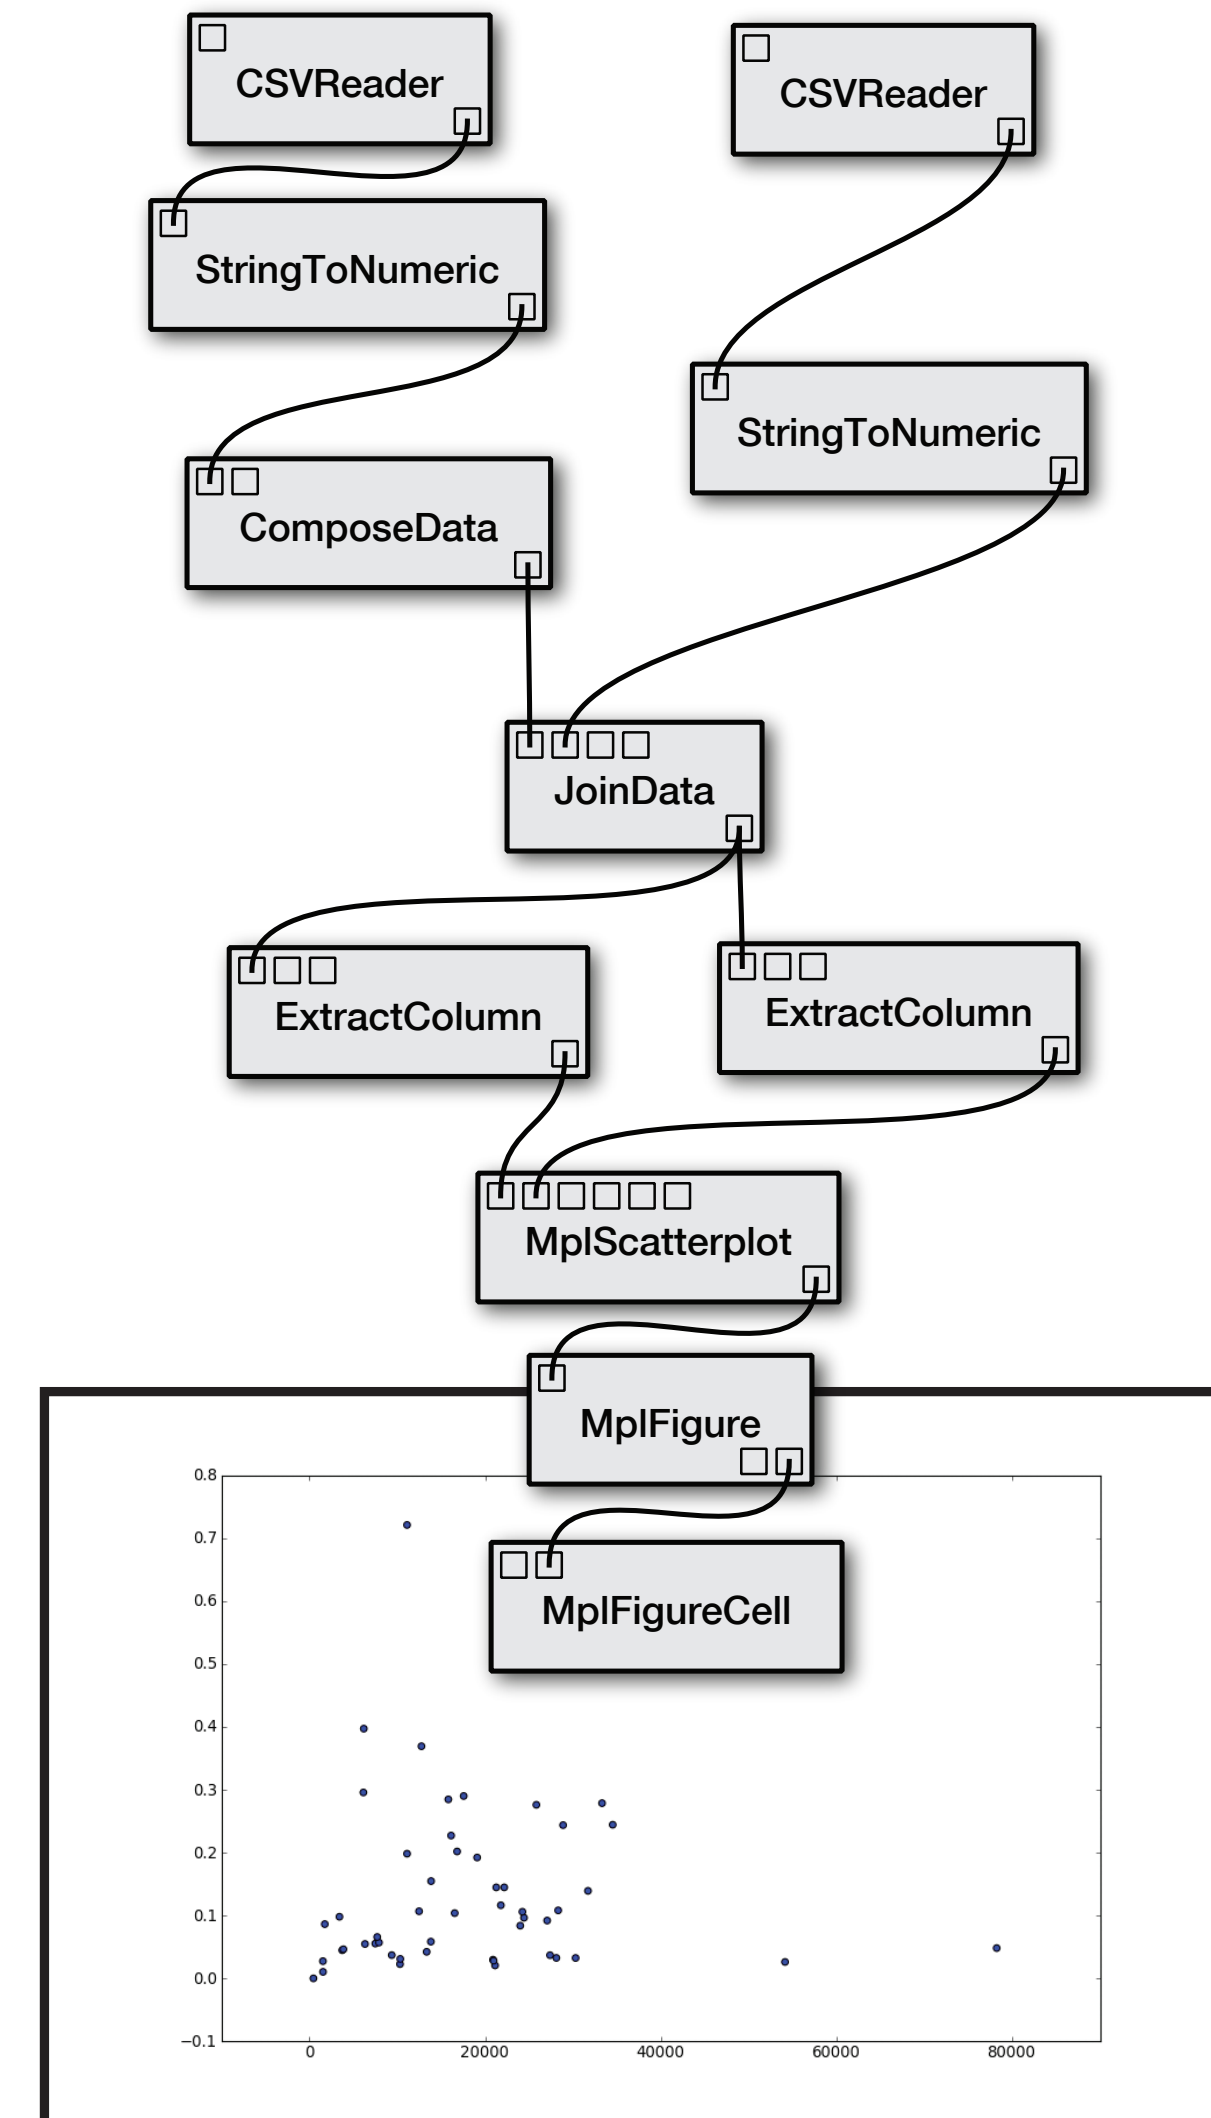 CSVReader
CSVReader
StringToNumeric
StringToNumeric
ComposeData
JoinData
ExtractColumn
ExtractColumn
MplScatterplot
MplFigure
MplFigureCell
0.8
0.7
0.6
0.5
0.4
0.3
0.2
0.1
0.0
−0.1
0 20000 40000 60000 80000